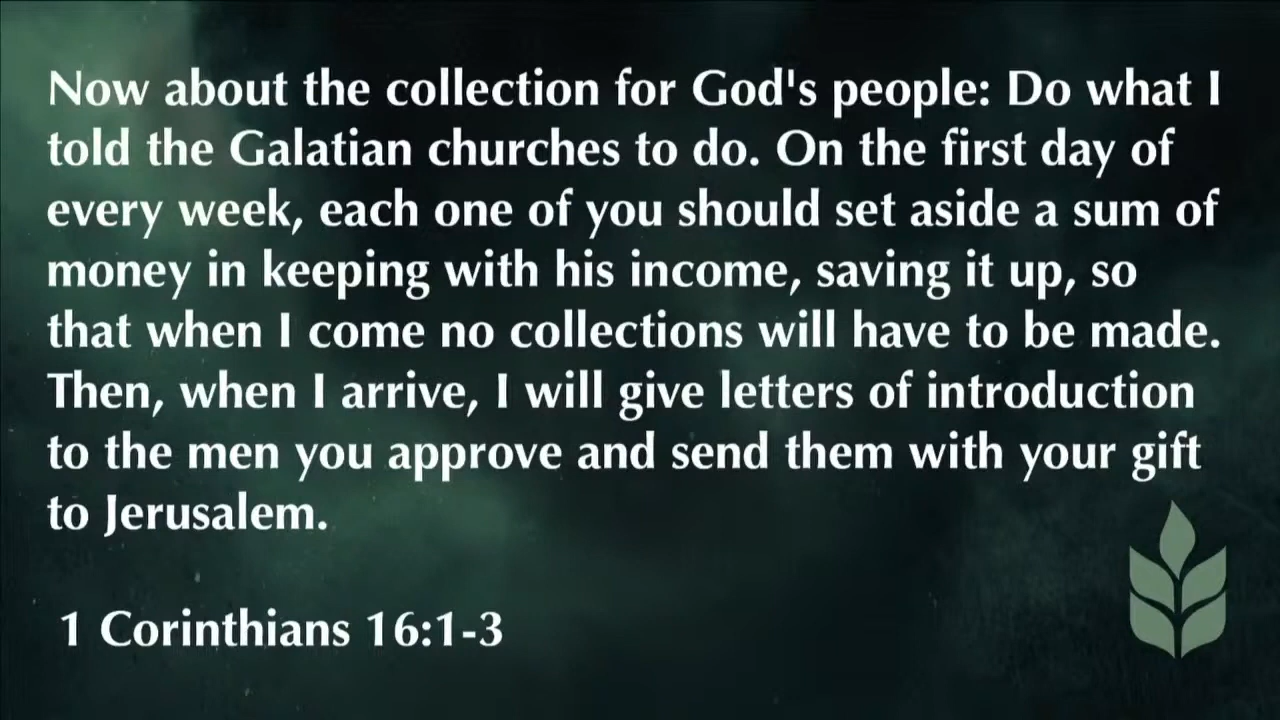 Now about the collection for God's people: Do what I
told the Galatian churches to do. On the first day of
every week, each one of you should set aside a sum of
money in keeping with his income, saving it up, so
that when I come no collections will have to be made.
Then, when I arrive, I will give letters of introduction
to the men you approve and send them with your gift
to Jerusalem.
1 Corinthians 16:1-3